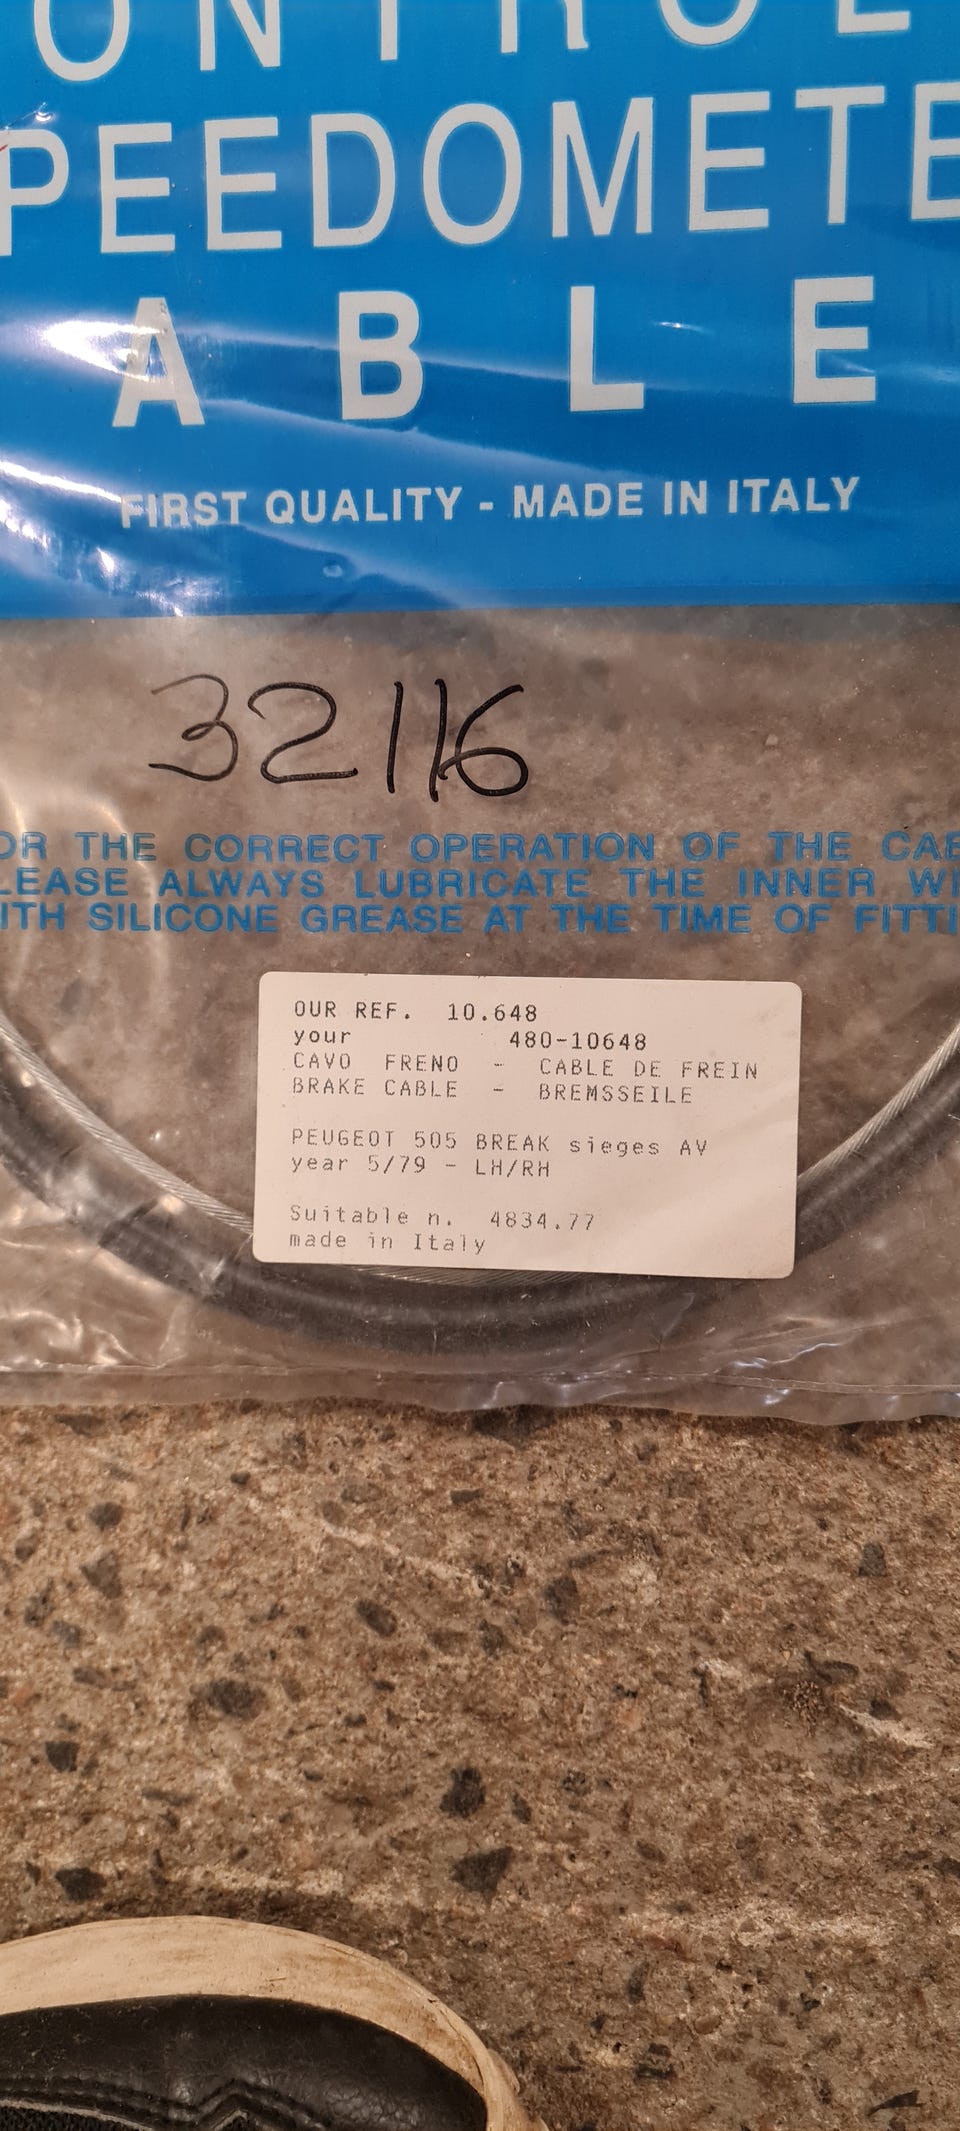 ONTROL
PEEDOMETE
ABLE
FIRST QUALITY - MADE IN ITALY
32116
OR THE CORRECT OPERATION OF THE CAB
LEASE ALWAYS LUBRICATE THE INNER WI
ITH SILICONE GREASE AT THE TIME OF FITTI
OUR REF. 10.648
your 480-10648
CAVO FRENO - CABLE DE FREIN
BRAKE CABLE - BREMSSEILE
PEUGEOT 505 BREAK sieges AV
year 5/79 - LH/RH
Suitable n. 4834.77
made in Italy